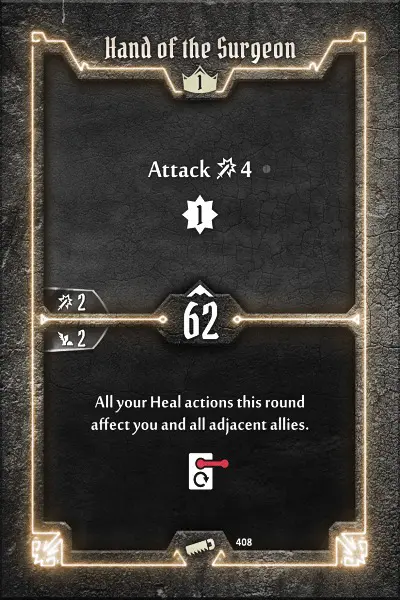 Hand of the Surgeon
1
Attack 4
1
2
62
2
All your Heal actions this round
affect you and all adjacent allies.
408